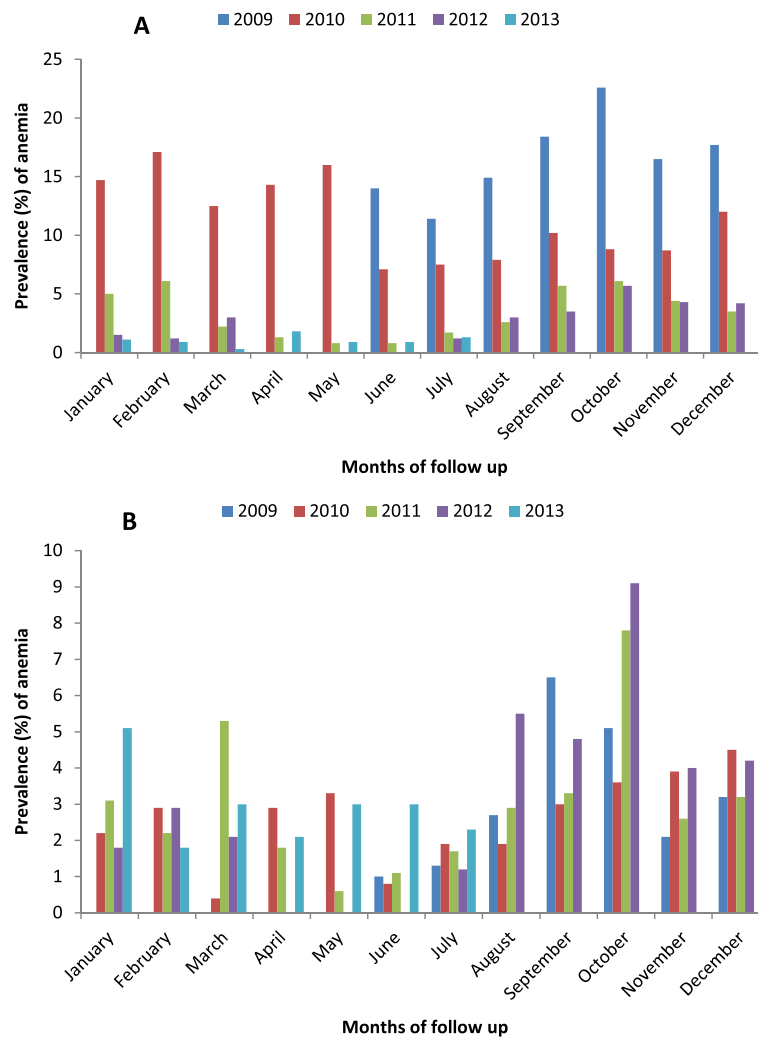 A
2009 2010 2011 2012 2013
25
20
15
10
5
0
Prevalence (%) of anemia
January February March April May June July August September October November December
Months of follow up
B
2009 2010 2011 2012 2013
10
9
8
7
6
5
4
3
2
1
0
Prevalence (%) of anemia
January February March April May June July August September October November December
Months of follow up